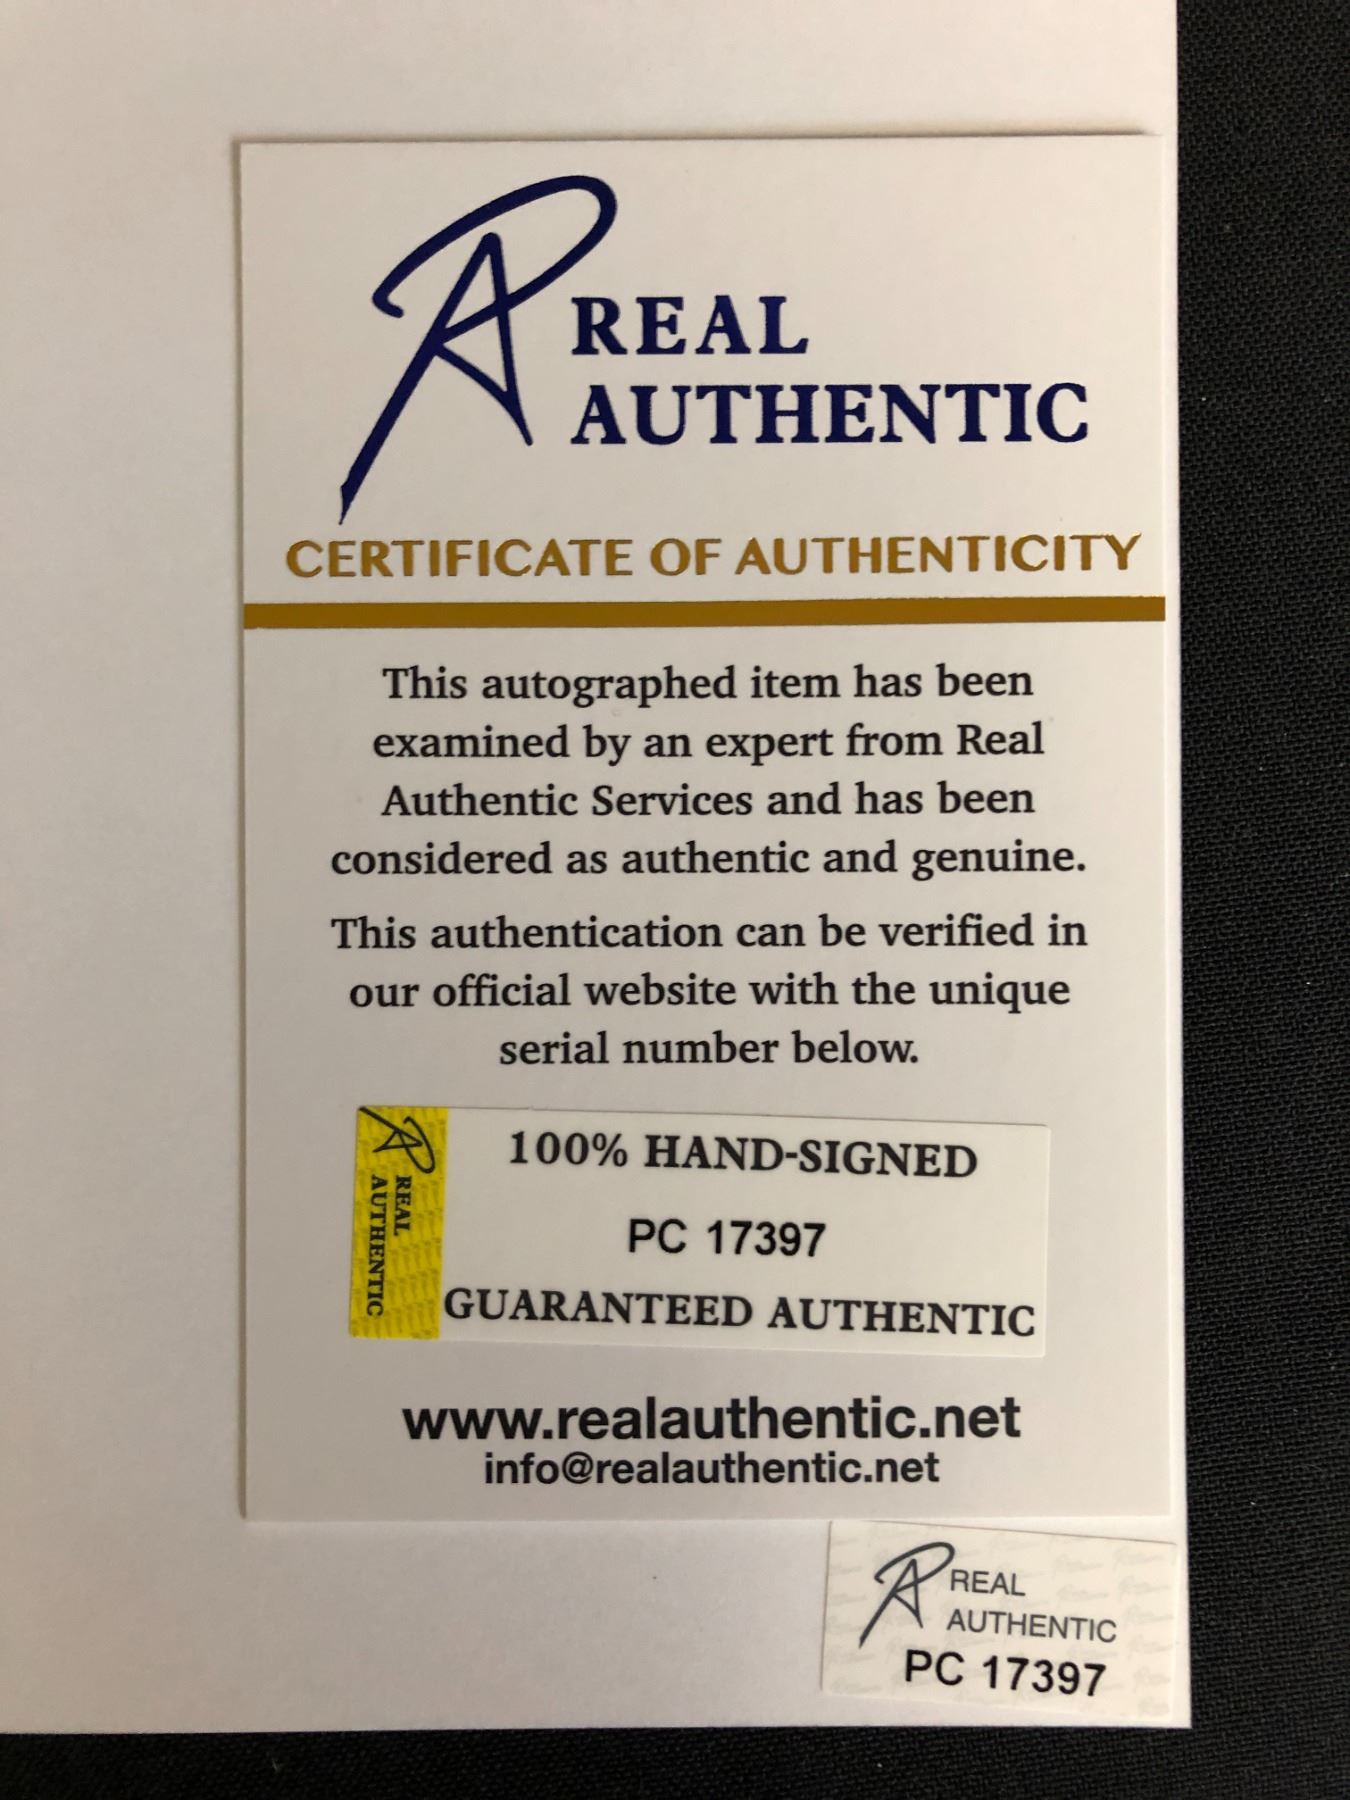 REAL
AUTHENTIC
CERTIFICATE OF AUTHENTICITY
This autographed item has been
examined by an expert from Real
Authentic Services and has been
considered as authentic and genuine.
This authentication can be verified in
our official website with the unique
serial number below.
REAL
AUTHENTIC
100% HAND-SIGNED
PC 17397
GUARANTEED AUTHENTIC
www.realauthentic.net
info@realauthentic.net
REAL
AUTHENTIC
PC 17397